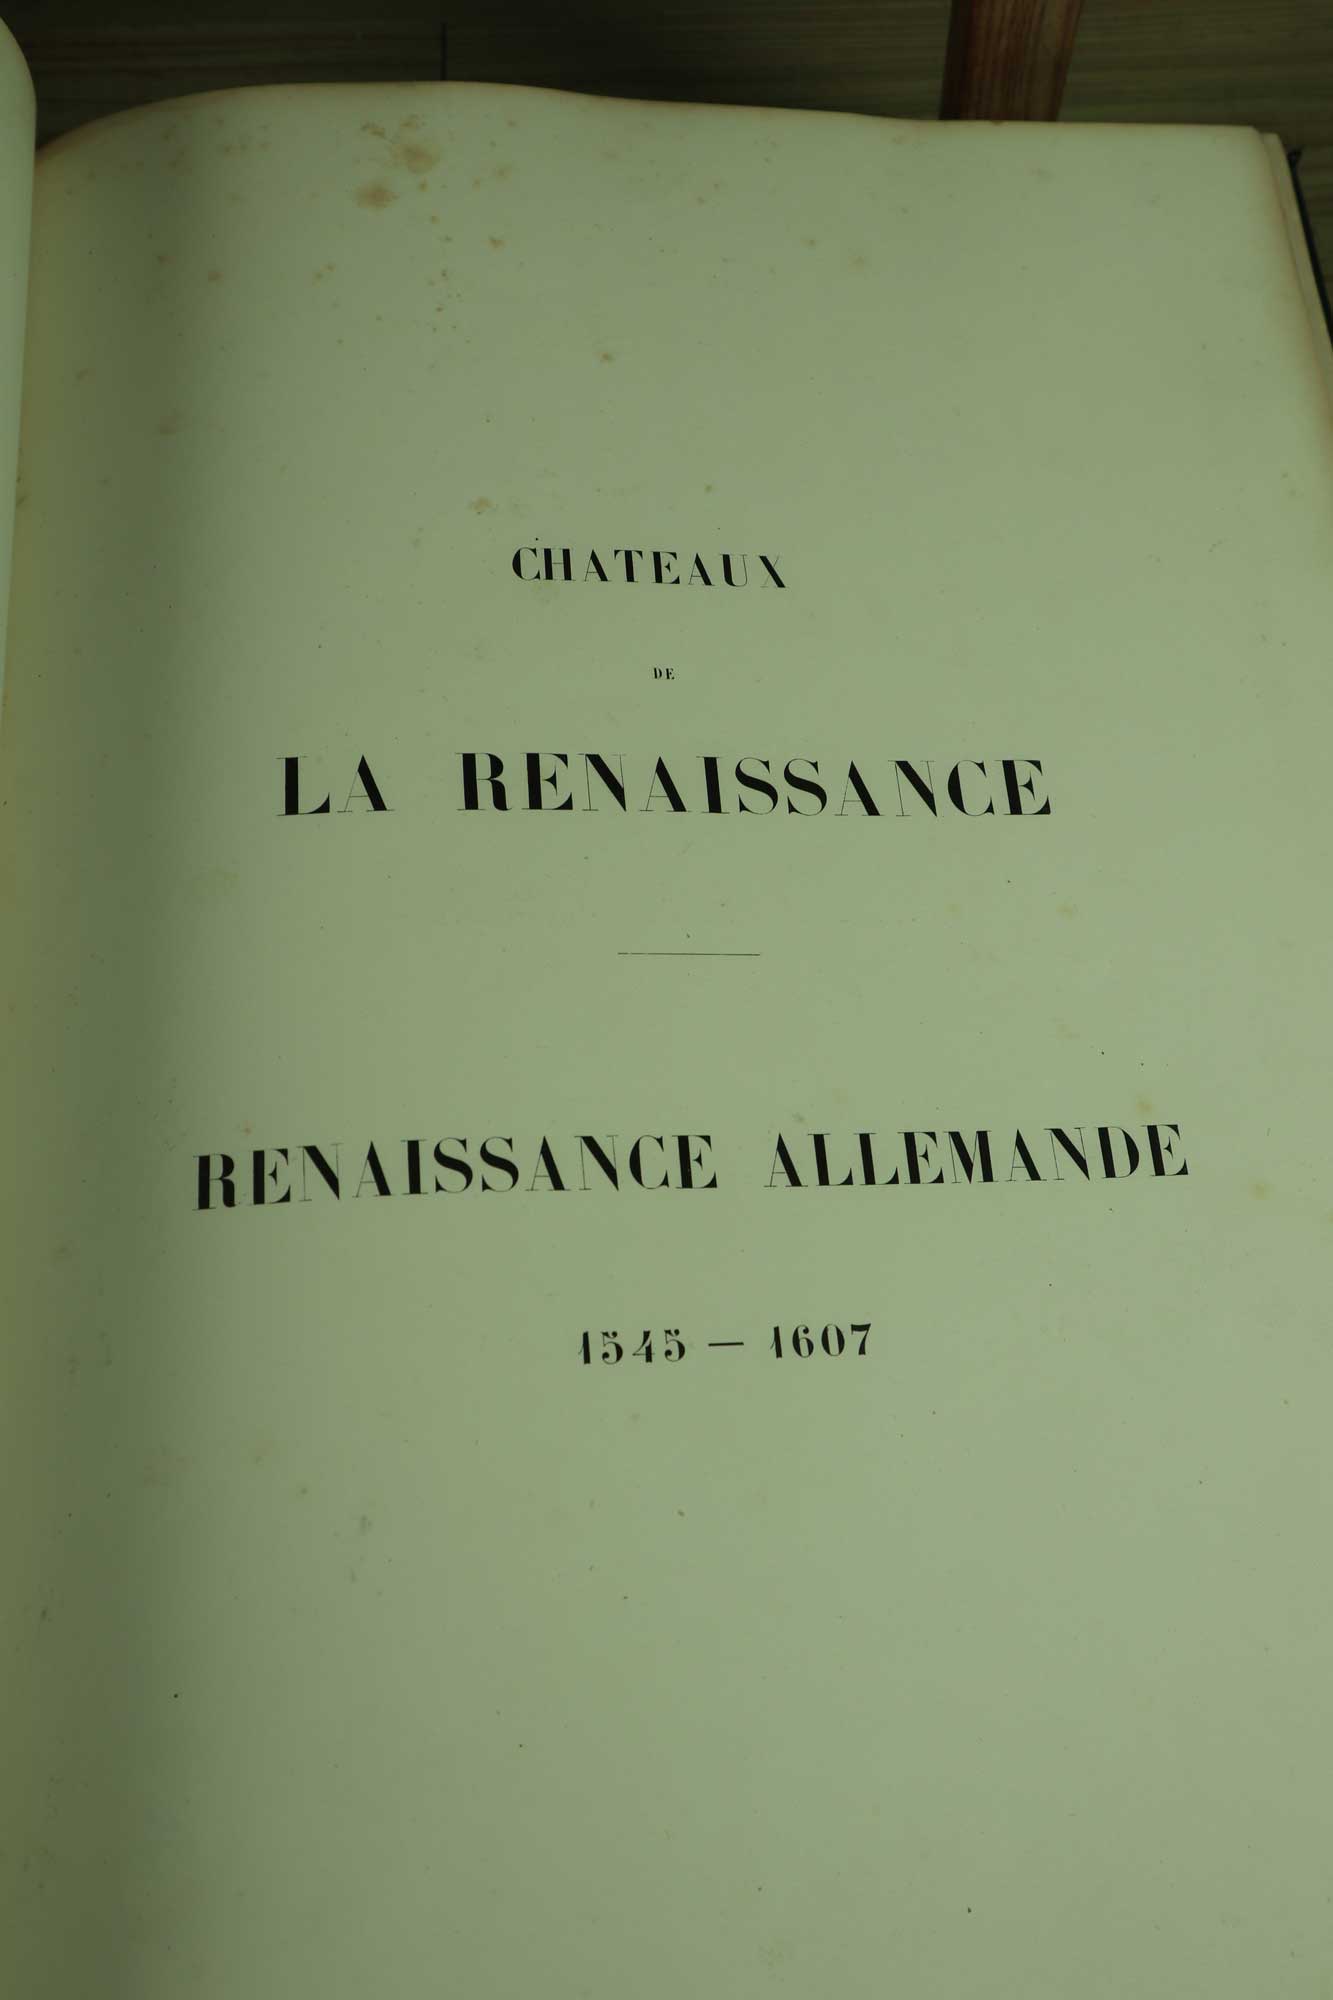 CHATEAUX
DE
LA RENAISSANCE
RENAISSANCE ALLEMANDE
1545 — 1607